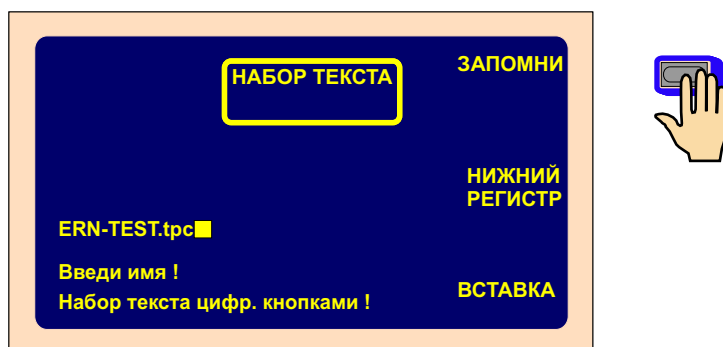 НАБОР ТЕКСТА
ЗАПОМНИ
НИЖНИЙ
РЕГИСТР
ERN-TEST.tpc
Введи имя !
Набор текста цифр. кнопками !
ВСТАВКА